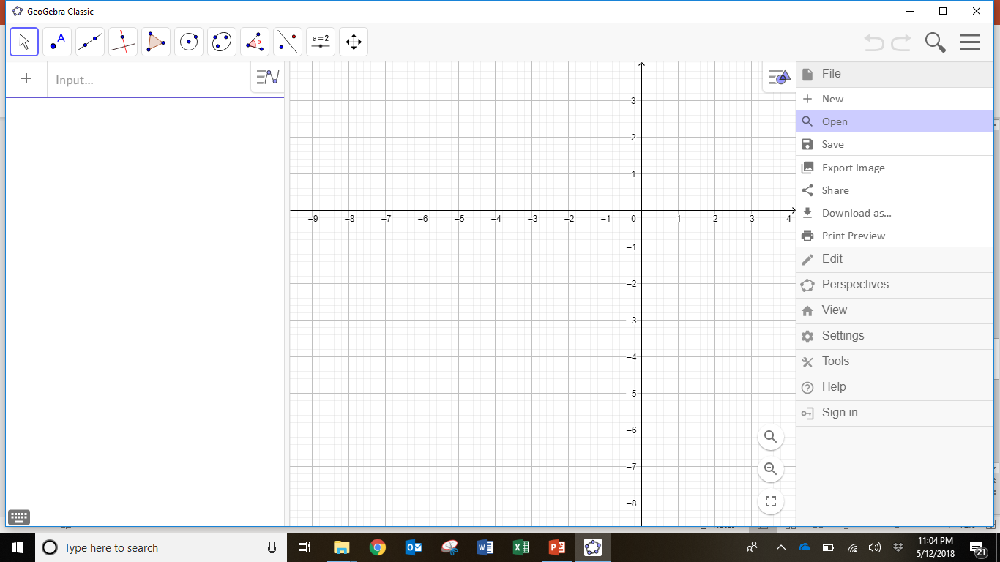 GeoGebra Classic
A
α
a=2
Input...
3
2
1
−9 −8 −7 −6 −5 −4 −3 −2 −1 0 1 2 3 4
−1
−2
−3
−4
−5
−6
−7
−8
File
New
Open
Save
Export Image
Share
Download as...
Print Preview
Edit
Perspectives
View
Settings
Tools
Help
Sign in
Type here to search
11:04 PM
5/12/2018
21